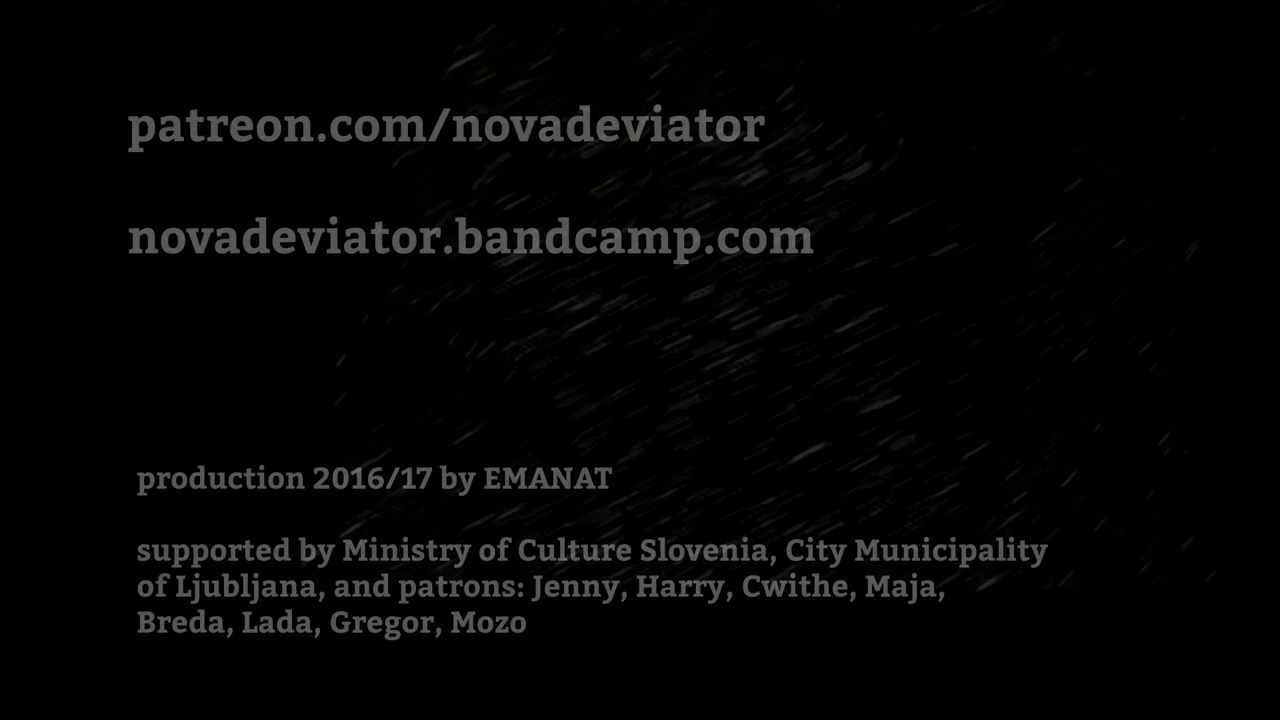 patreon.com/novadeviator
novadeviator.bandcamp.com
production 2016/17 by EMANAT
supported by Ministry of Culture Slovenia, City Municipality
of Ljubljana, and patrons: Jenny, Harry, Cwithe, Maja,
Breda, Lada, Gregor, Mozo